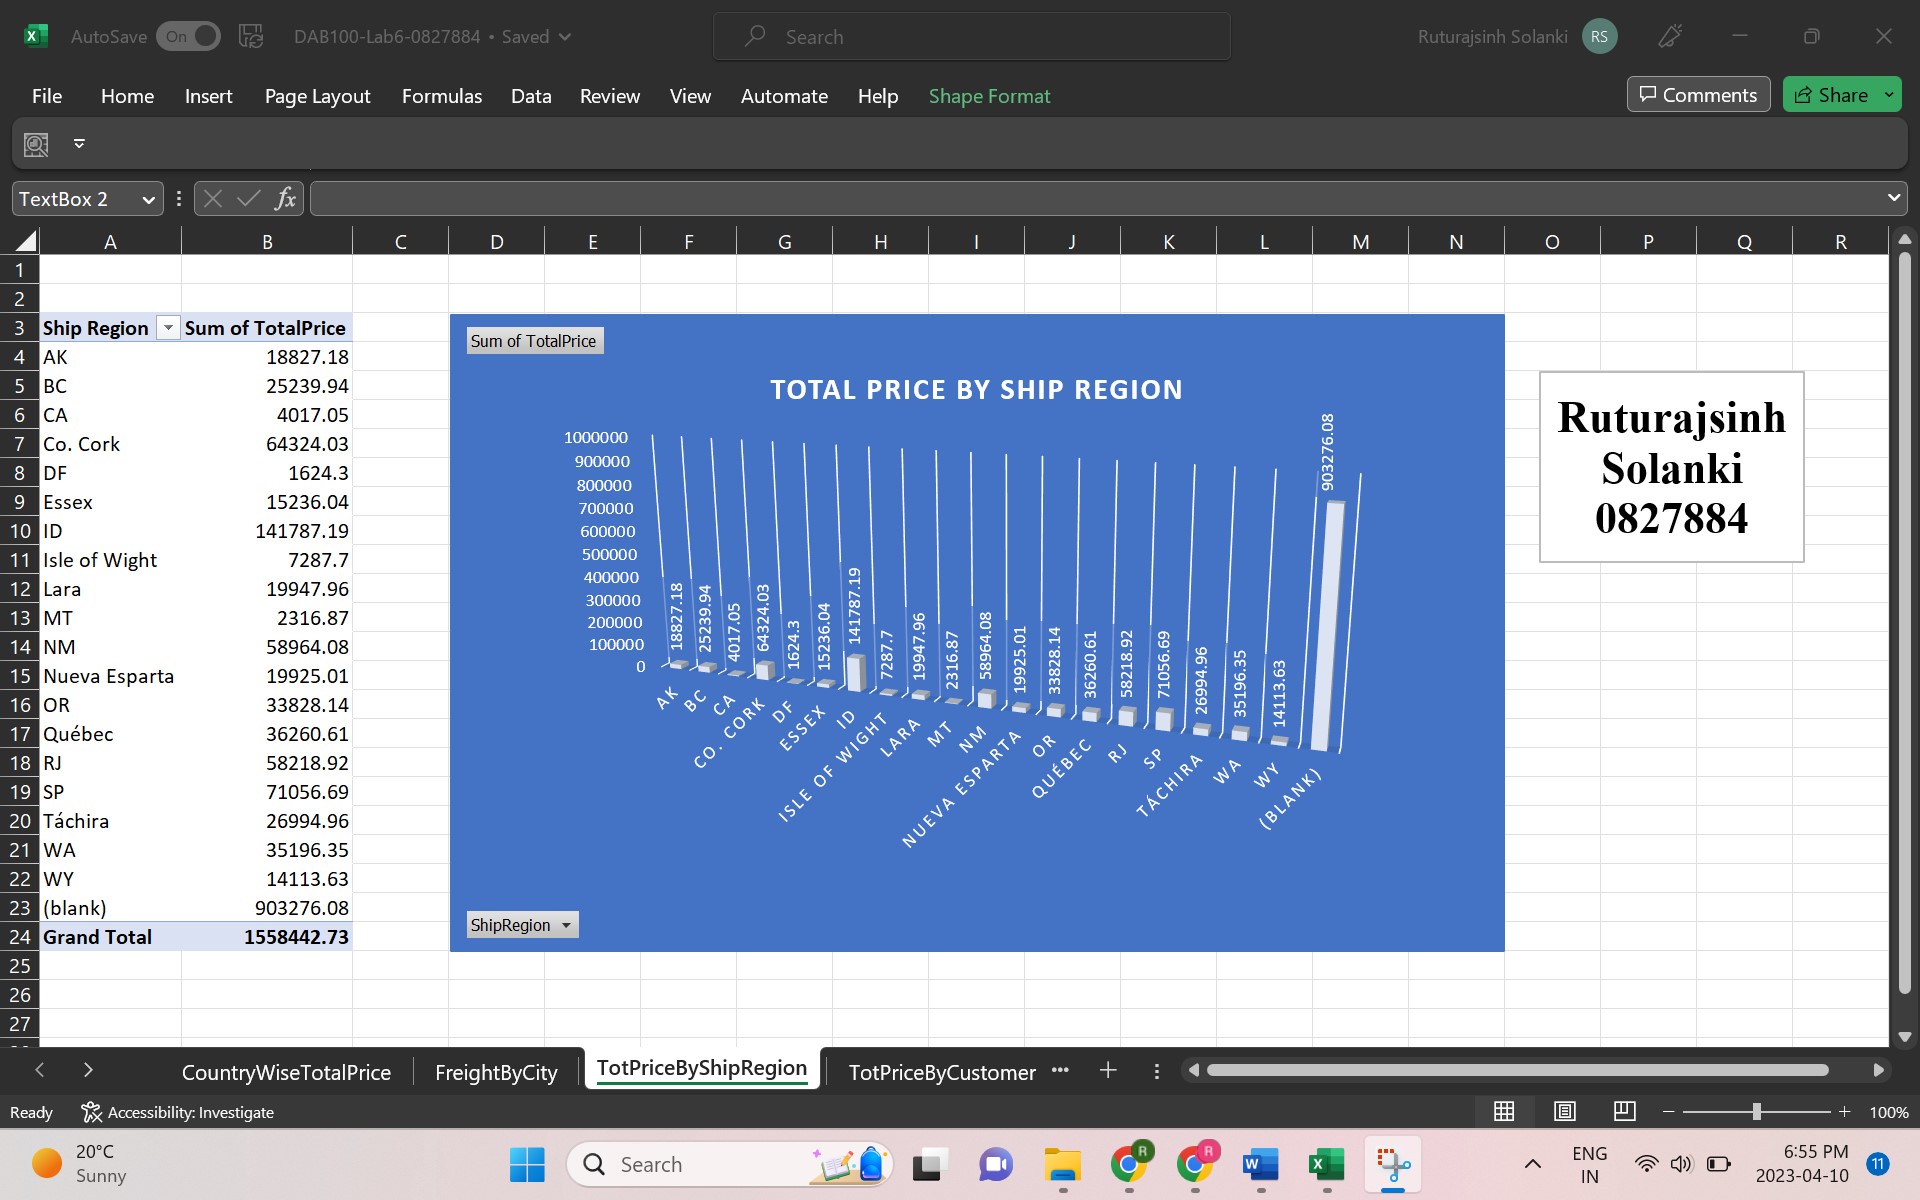 AutoSave On DAB100-Lab6-0827884 • Saved Search Ruturajsinh Solanki RS
File Home Insert Page Layout Formulas Data Review View Automate Help Shape Format Comments Share
TextBox 2 fx
A B C D E F G H I J K L M N O P Q R
1
2
3 Ship Region Sum of TotalPrice
4 AK 18827.18
5 BC 25239.94
6 CA 4017.05
7 Co. Cork 64324.03
8 DF 1624.3
9 Essex 15236.04
10 ID 141787.19
11 Isle of Wight 7287.7
12 Lara 19947.96
13 MT 2316.87
14 NM 58964.08
15 Nueva Esparta 19925.01
16 OR 33828.14
17 Québec 36260.61
18 RJ 58218.92
19 SP 71056.69
20 Táchira 26994.96
21 WA 35196.35
22 WY 14113.63
23 (blank) 903276.08
24 Grand Total 1558442.73
25
26
27
Sum of TotalPrice
TOTAL PRICE BY SHIP REGION
1000000
900000
800000
700000
600000
500000
400000
300000
200000
100000
0
18827.18
25239.94
4017.05
64324.03
1624.3
15236.04
141787.19
7287.7
19947.96
2316.87
58964.08
19925.01
33828.14
36260.61
58218.92
71056.69
26994.96
35196.35
14113.63
903276.08
AK
BC
CA
CO. CORK
DF
ESSEX
ID
ISLE OF WIGHT
LARA
MT
NM
NUEVA ESPARTA
OR
QUÉBEC
RJ
SP
TÁCHIRA
WA
WY
(BLANK)
ShipRegion
Ruturajsinh
Solanki
0827884
CountryWiseTotalPrice FreightByCity TotPriceByShipRegion TotPriceByCustomer
Ready Accessibility: Investigate 100%
20°C
Sunny
Search
R
R
ENG
IN
6:55 PM
2023-04-10
11